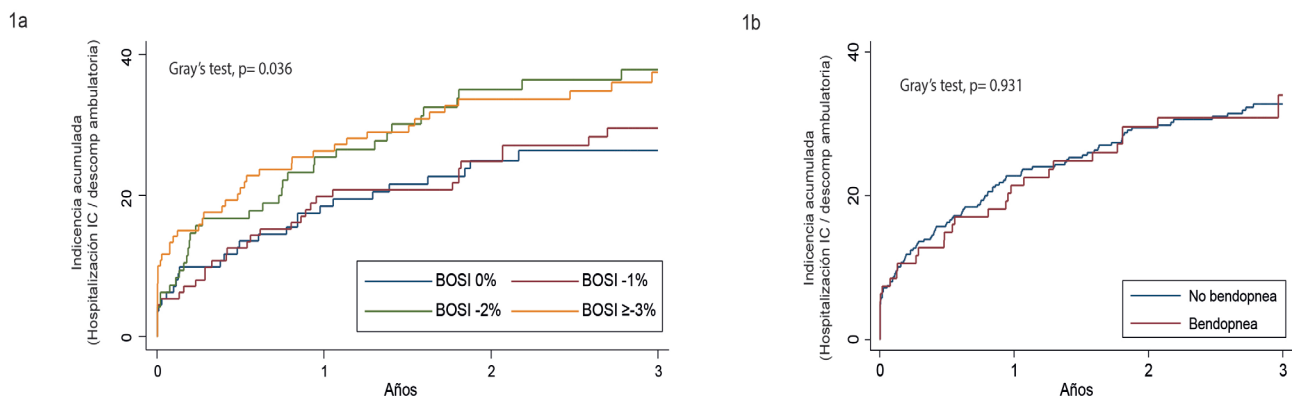 1a
Indicencia acumulada
(Hospitalización IC / descomp ambulatoria)
40
20
0
Gray's test, p= 0.036
BOSI 0%
BOSI -1%
BOSI -2%
BOSI ≥-3%
0
1
2
3
Años
1b
Indicencia acumulada
(Hospitalización IC / descomp ambulatoria)
40
20
0
Gray's test, p= 0.931
No bendopnea
Bendopnea
0
1
2
3
Años